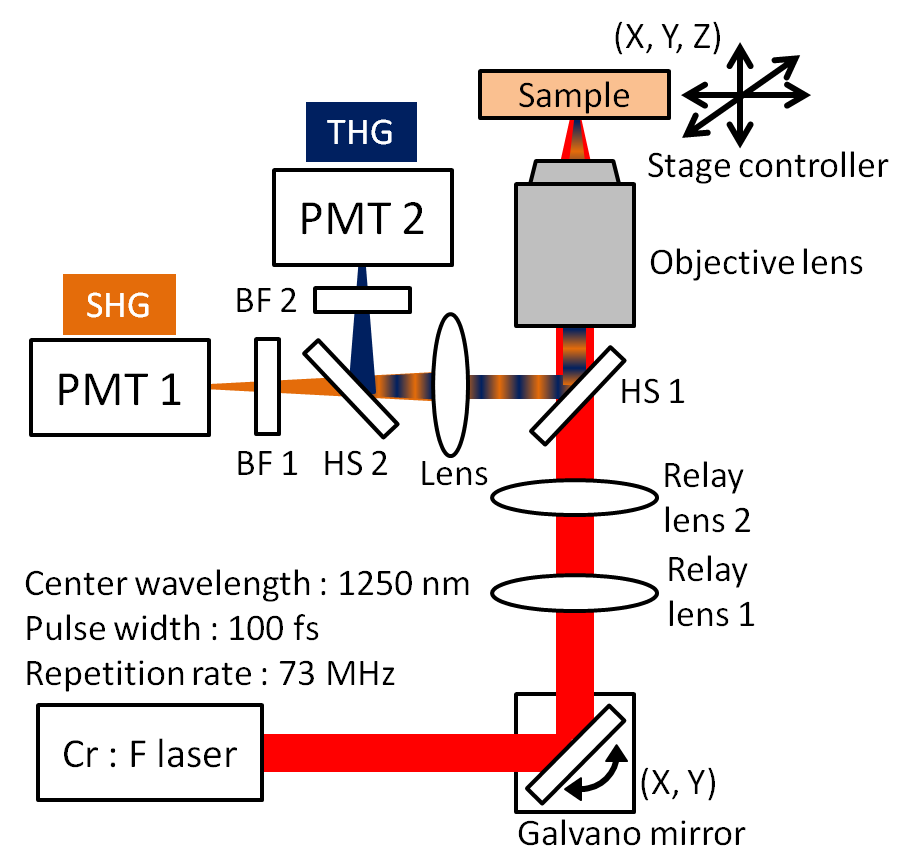 (X, Y, Z)
Sample
Stage controller
THG
PMT 2
Objective lens
BF 2
SHG
PMT 1
HS 1
BF 1
HS 2
Lens
Relay
lens 2
Relay
lens 1
Center wavelength : 1250 nm
Pulse width : 100 fs
Repetition rate : 73 MHz
Cr : F laser
(X, Y)
Galvano mirror